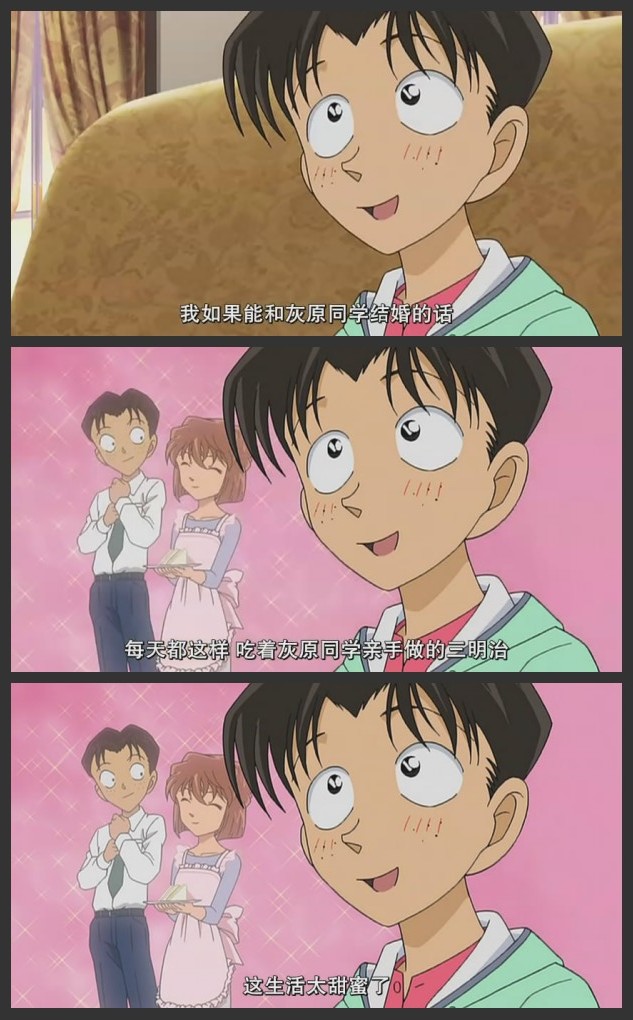 我如果能和灰原同学结婚的话
每天都这样 吃着灰原同学亲手做的三明治
这生活太甜蜜了